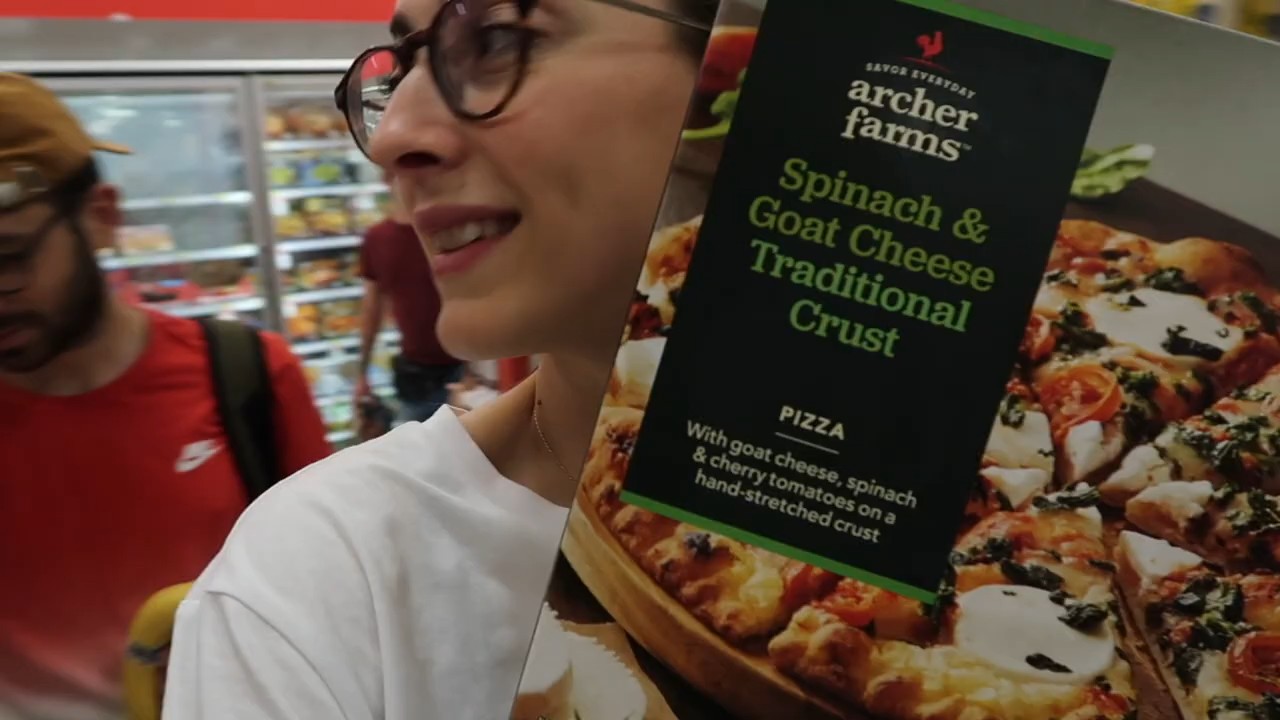 SAVOR EVERYDAY
archer
farms™
Spinach &
Goat Cheese
Traditional
Crust
PIZZA
With goat cheese, spinach
& cherry tomatoes on a
hand-stretched crust